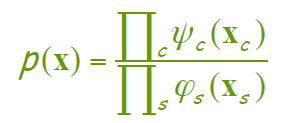 p(x) = ∏_c ψ_c(x_c) / ∏_s φ_s(x_s)